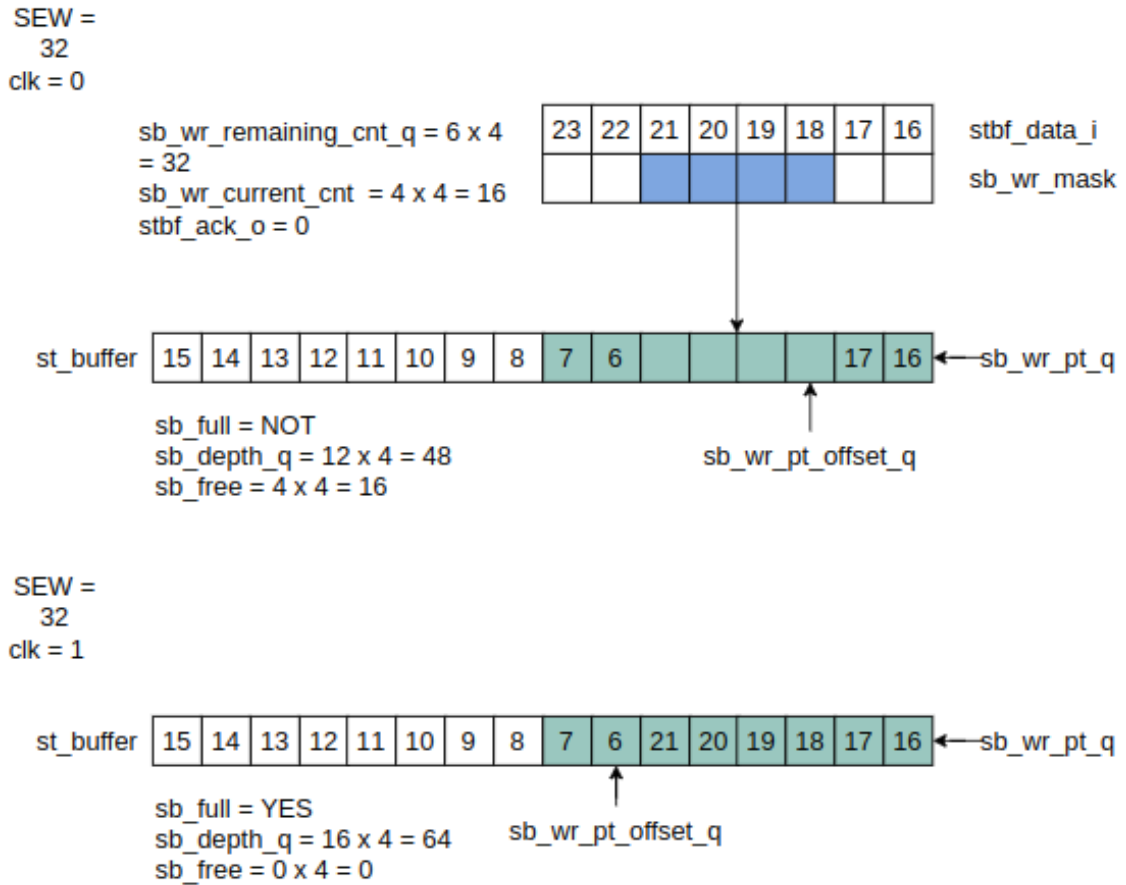 SEW =
32
clk = 0
sb_wr_remaining_cnt_q = 6 x 4
= 32
sb_wr_current_cnt  = 4 x 4 = 16
stbf_ack_o = 0
23 22 21 20 19 18 17 16 stbf_data_i
sb_wr_mask
st_buffer 15 14 13 12 11 10 9 8 7 6 17 16 sb_wr_pt_q
sb_full = NOT
sb_depth_q = 12 x 4 = 48
sb_free = 4 x 4 = 16
sb_wr_pt_offset_q
SEW =
32
clk = 1
st_buffer 15 14 13 12 11 10 9 8 7 6 21 20 19 18 17 16 sb_wr_pt_q
sb_full = YES
sb_depth_q = 16 x 4 = 64
sb_free = 0 x 4 = 0
sb_wr_pt_offset_q